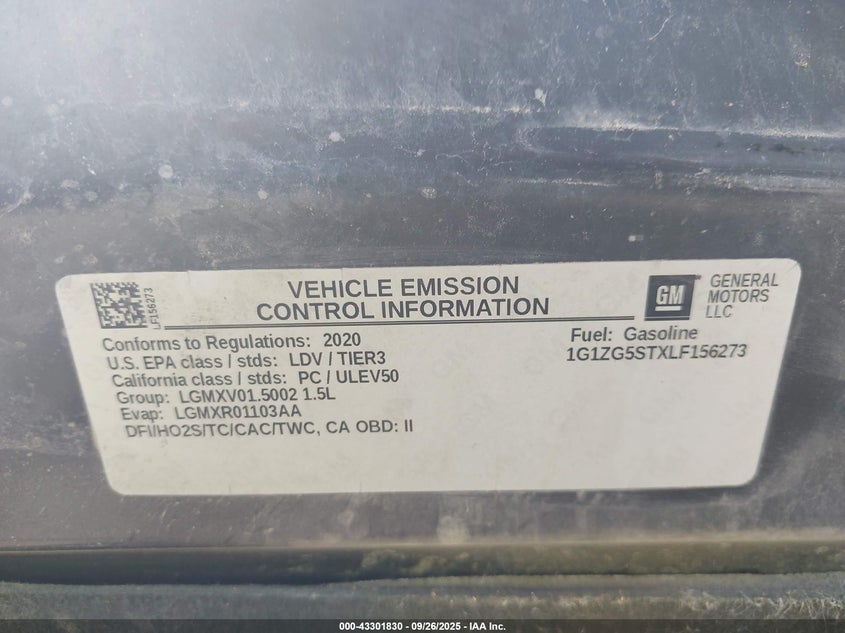 LF156273
VEHICLE EMISSION
CONTROL INFORMATION
GM
GENERAL
MOTORS
LLC
Conforms to Regulations: 2020
U.S. EPA class / stds: LDV / TIER3
California class / stds: PC / ULEV50
Group: LGMXV01.5002 1.5L
Evap: LGMXR01103AA
DFI/HO2S/TC/CAC/TWC, CA OBD: II
Fuel: Gasoline
1G1ZG5STXLF156273
000-43301830 - 09/26/2025 - IAA Inc.